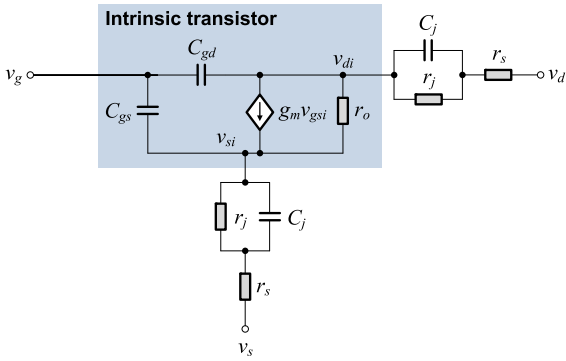 Intrinsic transistor
C_j
C_gd
v_di
r_s
v_g
v_d
r_j
C_gs
g_m v_gsi
r_o
v_si
r_j
C_j
r_s
v_s